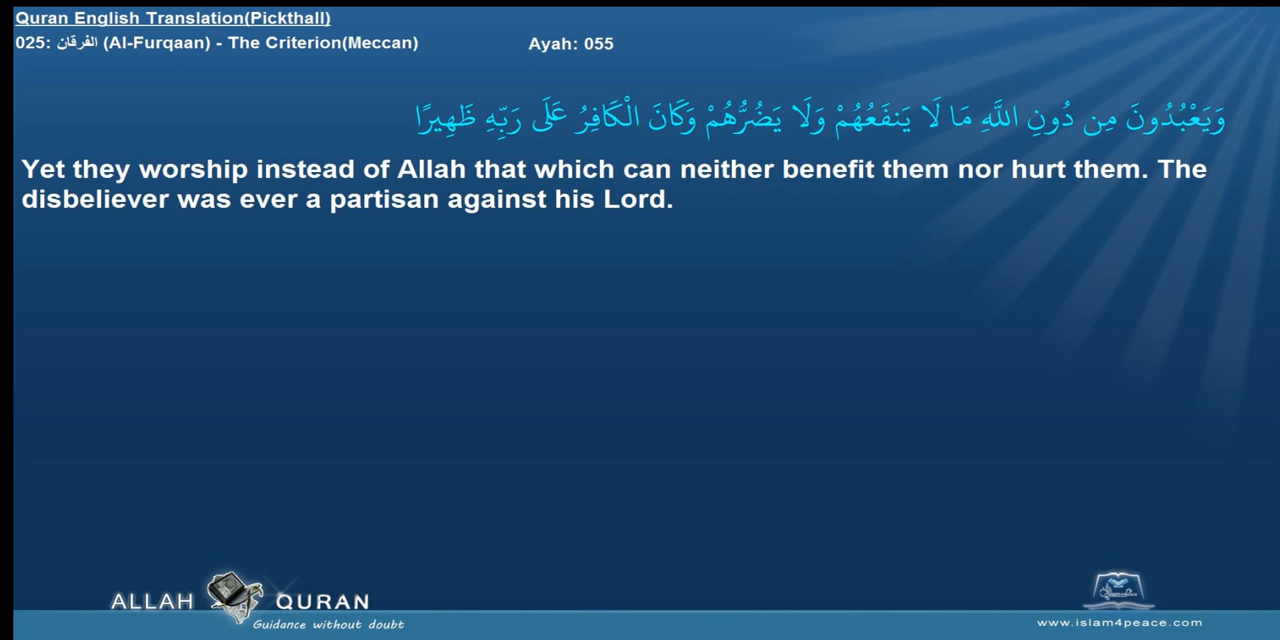 Quran English Translation(Pickthall)
025: الفرقان (Al-Furqaan) - The Criterion(Meccan) Ayah: 055
وَيَعْبُدُونَ مِن دُونِ اللَّهِ مَا لَا يَنفَعُهُمْ وَلَا يَضُرُّهُمْ وَكَانَ الْكَافِرُ عَلَى رَبِّهِ ظَهِيرًا
Yet they worship instead of Allah that which can neither benefit them nor hurt them. The
disbeliever was ever a partisan against his Lord.
ALLAH QURAN
Guidance without doubt
www.islam4peace.com